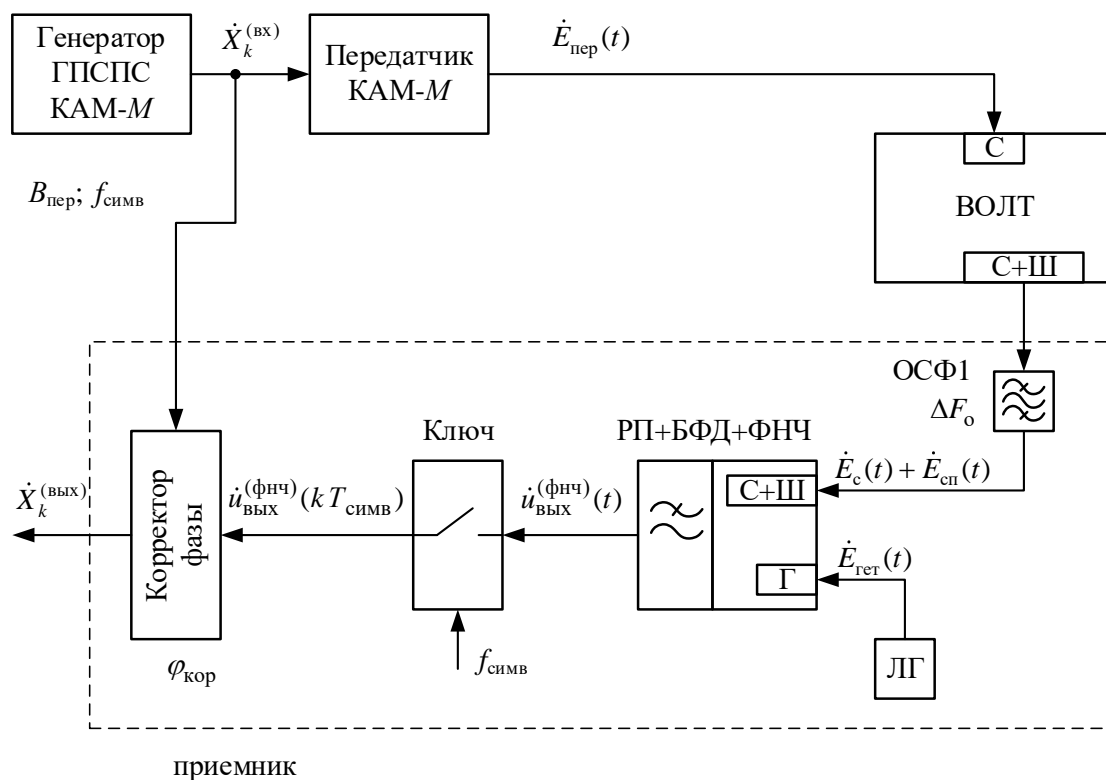 Генератор
ГПСПС
КАМ-M
Ẋ_k^(вх)
Передатчик
КАМ-M
Ė_пер(t)
С
ВОЛТ
С+Ш
B_пер; f_симв
ОСФ1
ΔF_о
Ė_с(t) + Ė_сп(t)
РП+БФД+ФНЧ
С+Ш
Г
Ė_гет(t)
ЛГ
u̇_вых^(фнч)(t)
Ключ
f_симв
u̇_вых^(фнч)(kT_симв)
Корректор
фазы
φ_кор
Ẋ_k^(вых)
приемник